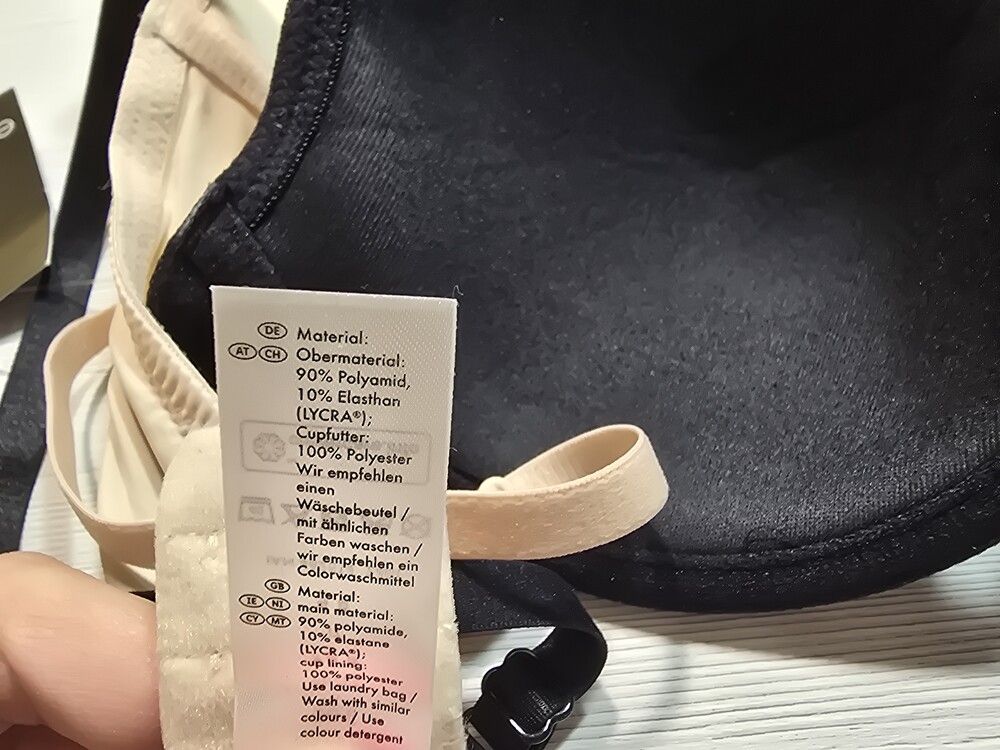 DE Material:
AT CH Obermaterial:
90% Polyamid,
10% Elasthan
(LYCRA®);
Cupfutter:
100% Polyester
Wir empfehlen
einen
Wäschebeutel /
mit ähnlichen
Farben waschen /
wir empfehlen ein
Colorwaschmittel
GB Material:
IE NI main material:
CY MT 90% polyamide,
10% elastane
(LYCRA®);
cup lining:
100% polyester
Use laundry bag /
Wash with similar
colours / Use
colour detergent